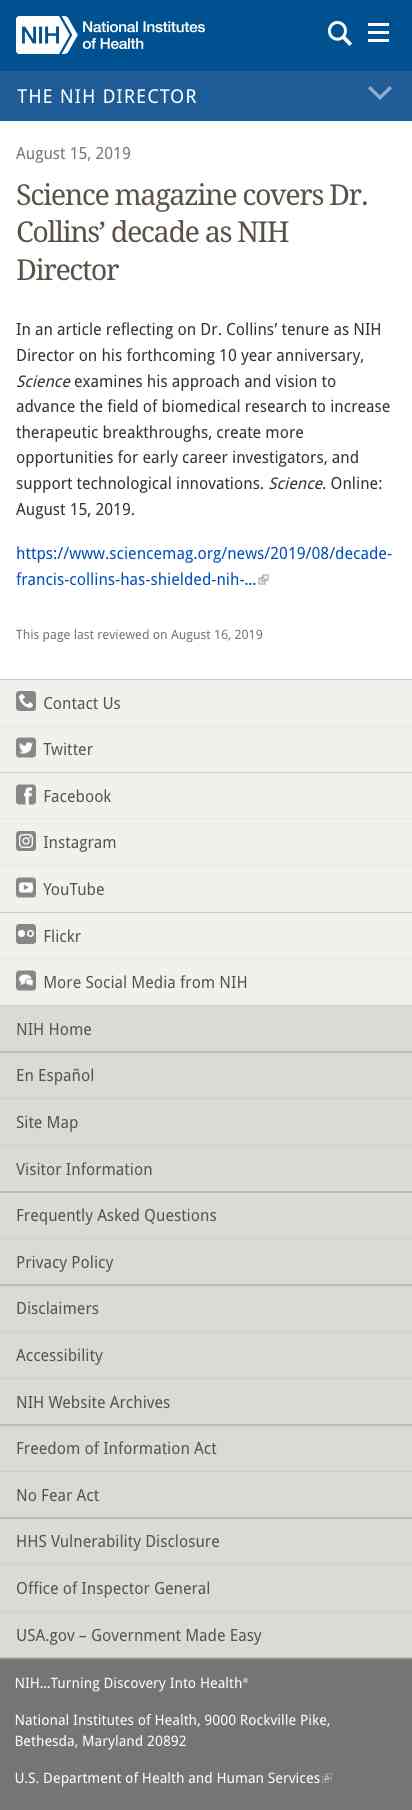 NIH National Institutes
of Health
THE NIH DIRECTOR
August 15, 2019
Science magazine covers Dr.
Collins’ decade as NIH
Director
In an article reflecting on Dr. Collins’ tenure as NIH
Director on his forthcoming 10 year anniversary,
Science examines his approach and vision to
advance the field of biomedical research to increase
therapeutic breakthroughs, create more
opportunities for early career investigators, and
support technological innovations. Science. Online:
August 15, 2019.
https://www.sciencemag.org/news/2019/08/decade-
francis-collins-has-shielded-nih-...
This page last reviewed on August 16, 2019
Contact Us
Twitter
Facebook
Instagram
YouTube
Flickr
More Social Media from NIH
NIH Home
En Español
Site Map
Visitor Information
Frequently Asked Questions
Privacy Policy
Disclaimers
Accessibility
NIH Website Archives
Freedom of Information Act
No Fear Act
HHS Vulnerability Disclosure
Office of Inspector General
USA.gov – Government Made Easy
NIH...Turning Discovery Into Health®
National Institutes of Health, 9000 Rockville Pike,
Bethesda, Maryland 20892
U.S. Department of Health and Human Services